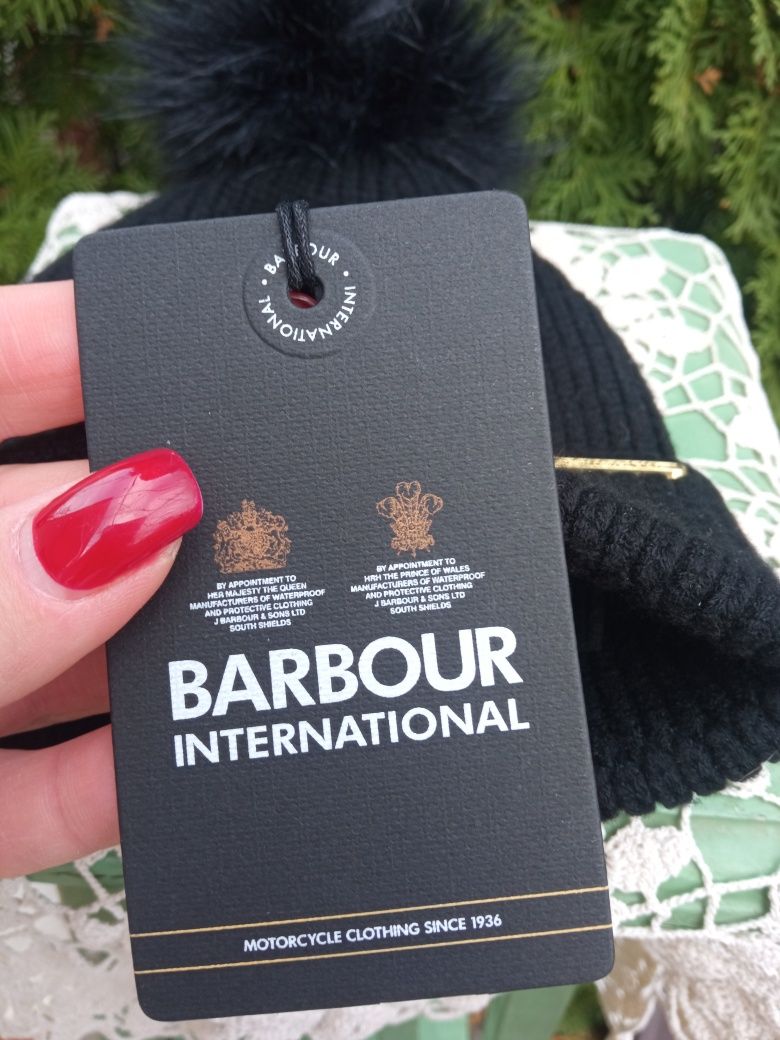 BARBOUR • INTERNATIONAL •
BY APPOINTMENT TO
HER MAJESTY THE QUEEN
MANUFACTURERS OF WATERPROOF
AND PROTECTIVE CLOTHING
J BARBOUR & SONS LTD
SOUTH SHIELDS
BY APPOINTMENT TO
HRH THE PRINCE OF WALES
MANUFACTURERS OF WATERPROOF
AND PROTECTIVE CLOTHING
J BARBOUR & SONS LTD
SOUTH SHIELDS
BARBOUR
INTERNATIONAL
MOTORCYCLE CLOTHING SINCE 1936